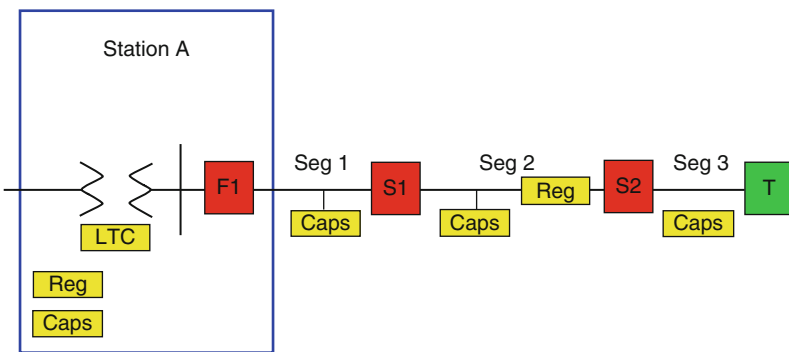 Station A
Seg 1
Seg 2
Seg 3
F1
S1
Reg
S2
T
Caps
Caps
Caps
LTC
Reg
Caps